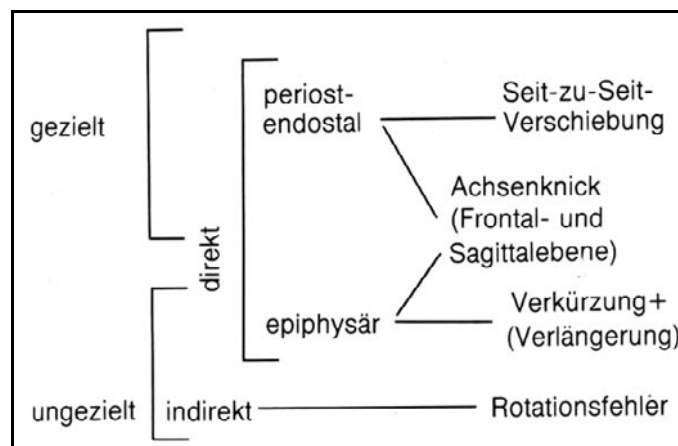 periost-
endostal
Seit-zu-Seit-
Verschiebung
gezielt
Achsenknick
(Frontal- und
Sagittalebene)
direkt
epiphysär
Verkürzung+
(Verlängerung)
ungezielt
indirekt
Rotationsfehler